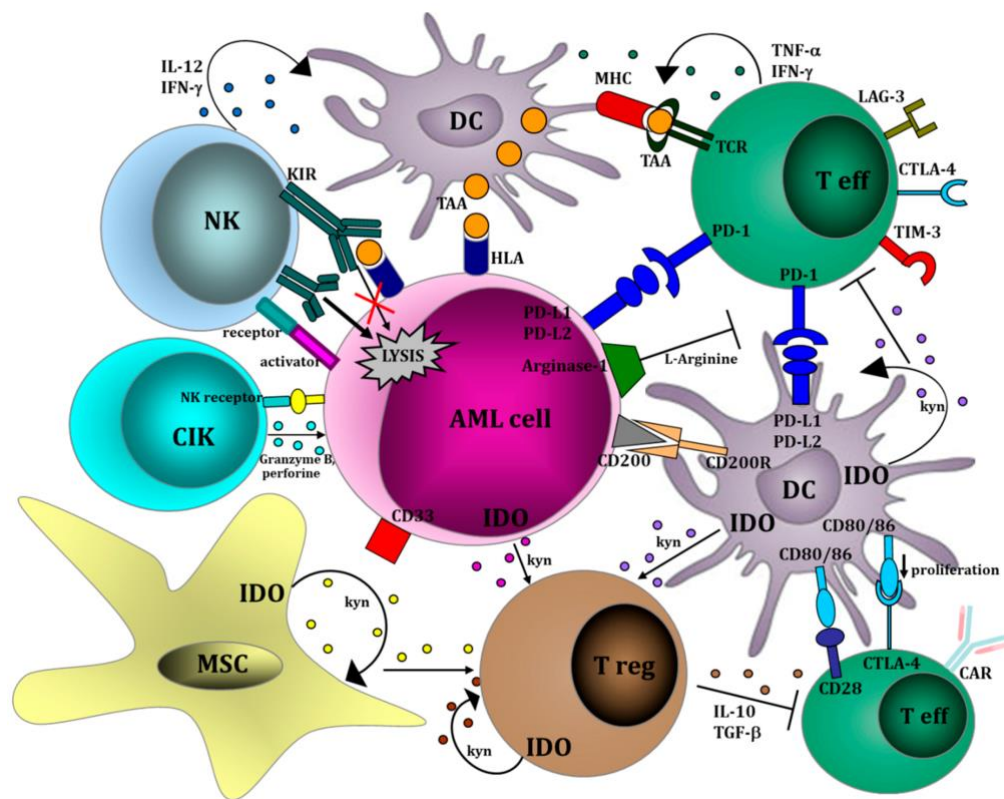 IL-12
IFN-γ
DC
MHC
TNF-α
IFN-γ
LAG-3
TAA
TCR
T eff
CTLA-4
KIR
NK
TAA
TIM-3
PD-1
HLA
PD-1
PD-L1
PD-L2
receptor
LYSIS
activator
Arginase-1
L-Arginine
kyn
NK receptor
CIK
AML cell
PD-L1
PD-L2
Granzyme B,
perforine
CD200
CD200R
DC
IDO
CD33
IDO
IDO
CD80/86
kyn
kyn
CD80/86
proliferation
IDO
kyn
MSC
T reg
CTLA-4
CAR
CD28
IL-10
TGF-β
T eff
kyn
IDO